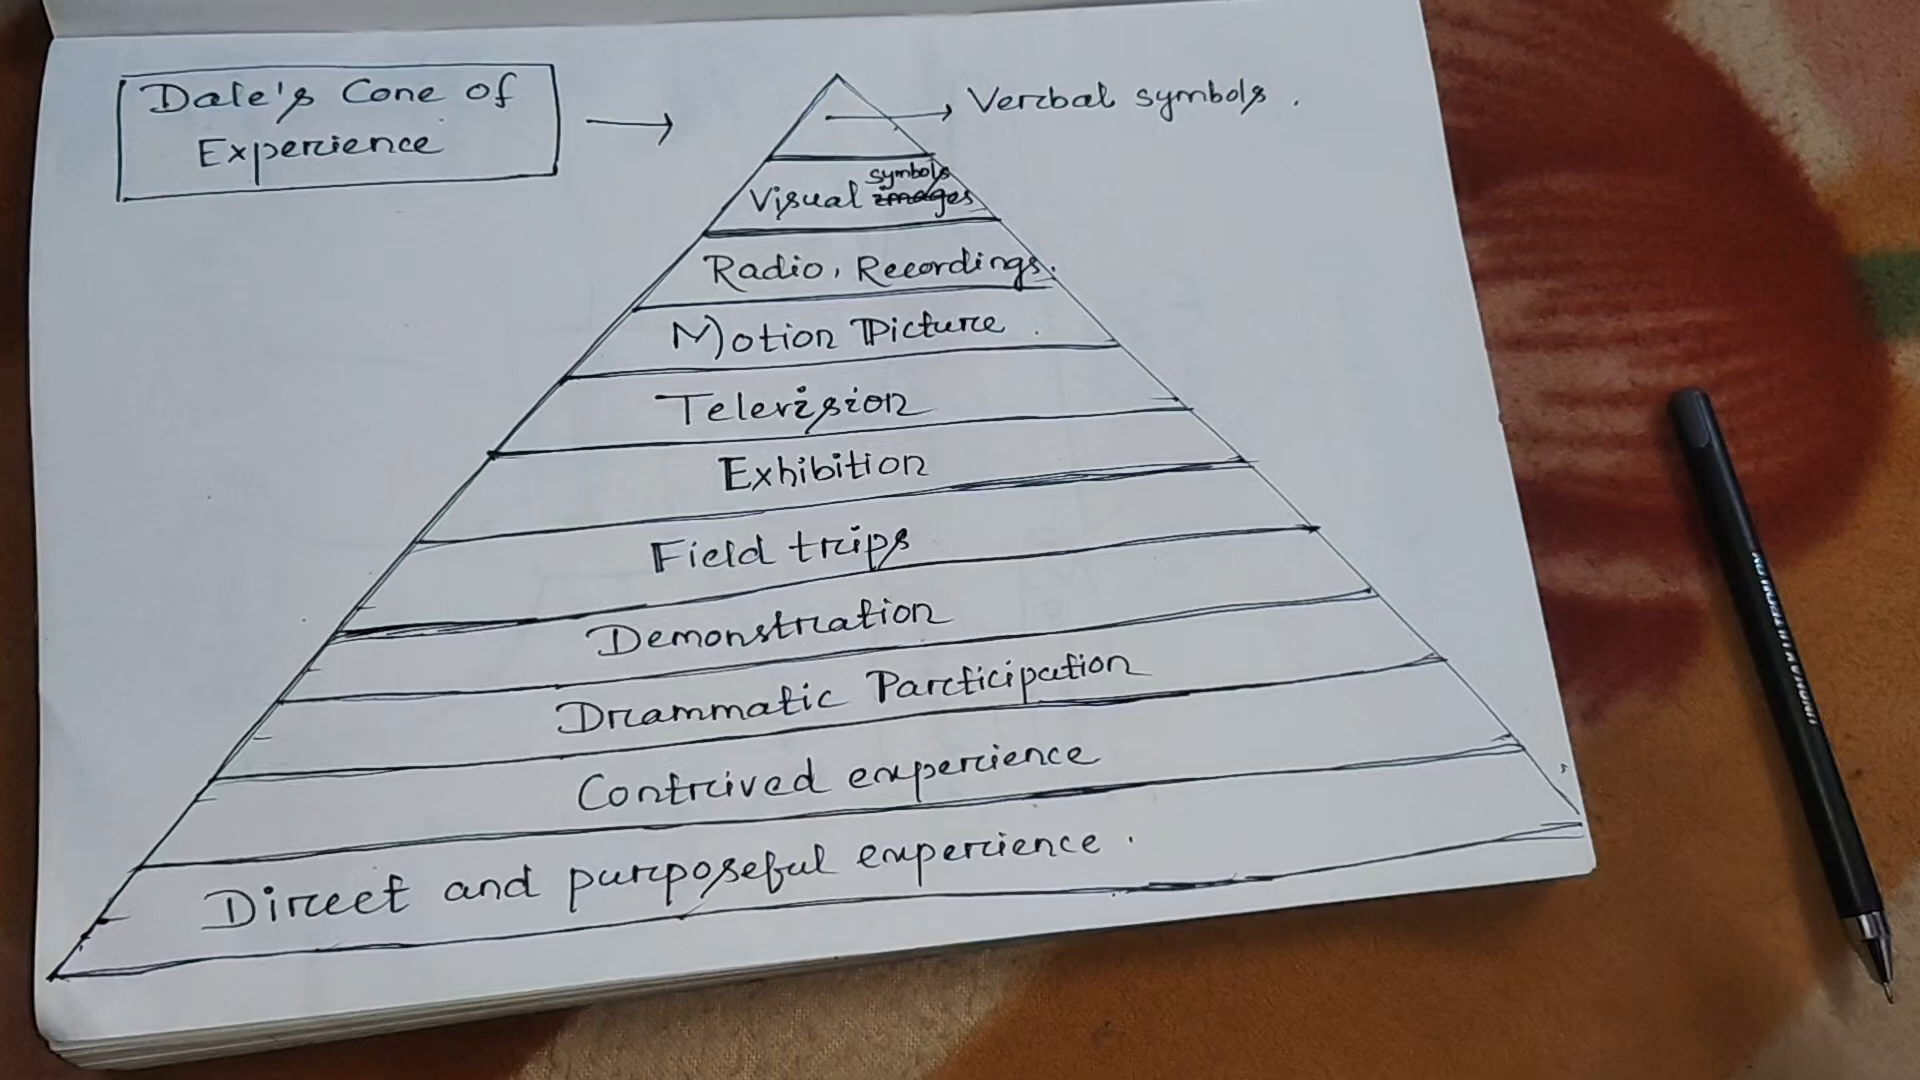 Dale's Cone of
Experience
Verbal symbols.
symbols
Visual images
Radio, Recordings.
Motion Picture.
Television
Exhibition
Field trips
Demonstration
Drammatic Participation
Contrived experience
Direct and purposeful experience.